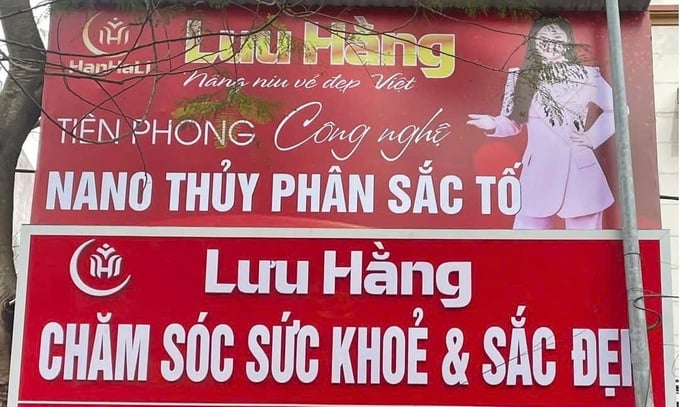 HanHaLi
Lưu Hằng
Nâng niu vẻ đẹp Việt
TIÊN PHONG Công nghệ
NANO THỦY PHÂN SẮC TỐ
Lưu Hằng
CHĂM SÓC SỨC KHOẺ & SẮC ĐẸP